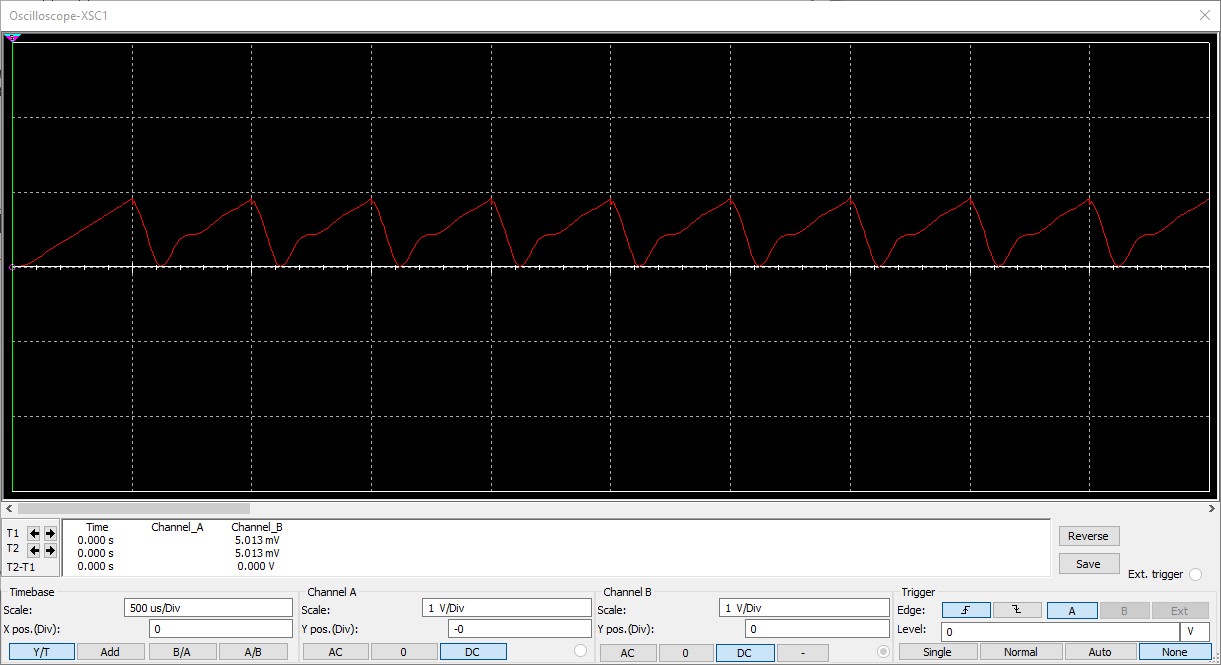 Oscilloscope-XSC1
Time Channel_A Channel_B
T1 0.000 s 5.013 mV
T2 0.000 s 5.013 mV
T2-T1 0.000 s 0.000 V
Reverse
Save
Ext. trigger
Timebase
Scale: 500 us/Div
X pos.(Div): 0
Y/T Add B/A A/B
Channel A
Scale: 1 V/Div
Y pos.(Div): -0
AC 0 DC
Channel B
Scale: 1 V/Div
Y pos.(Div): 0
AC 0 DC -
Trigger
Edge: A B Ext
Level: 0 V
Single Normal Auto None